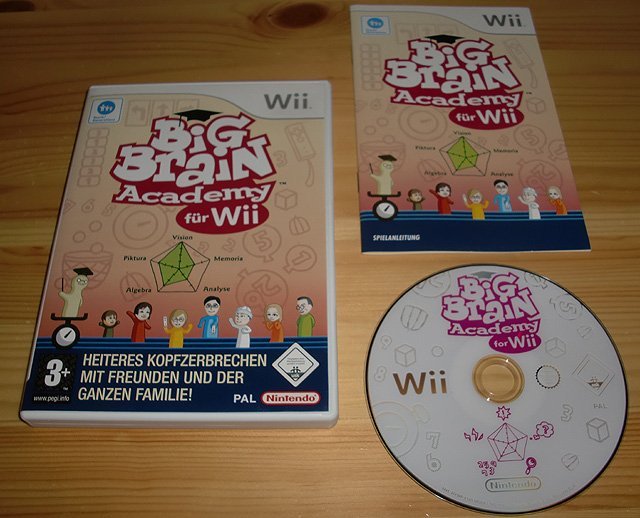 Wii
BiG
BRaiN
Academy
für Wii
Vision
Piktura
Memoria
Algebra
Analyse
3+
www.pegi.info
HEITERES KOPFZERBRECHEN
MIT FREUNDEN UND DER
GANZEN FAMILIE!
PAL
Nintendo
Wii
BiG
BRaiN
Academy
für Wii
Vision
Piktura
Memoria
Algebra
Analyse
SPIELANLEITUNG
BiG
BRaiN
Academy
for Wii
Wii
PAL
Nintendo